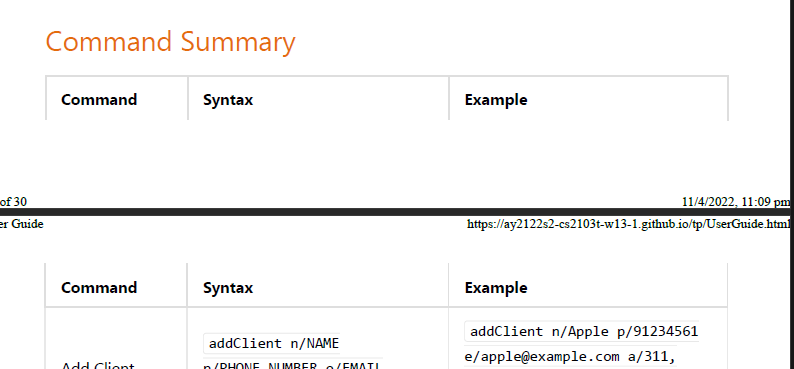 Command Summary
Command Syntax Example
of 30 11/4/2022, 11:09 pm
er Guide https://ay2122s2-cs2103t-w13-1.github.io/tp/UserGuide.html
Command Syntax Example
addClient n/NAME addClient n/Apple p/91234561
Add Client p/PHONE_NUMBER e/EMAIL e/apple@example.com a/311,